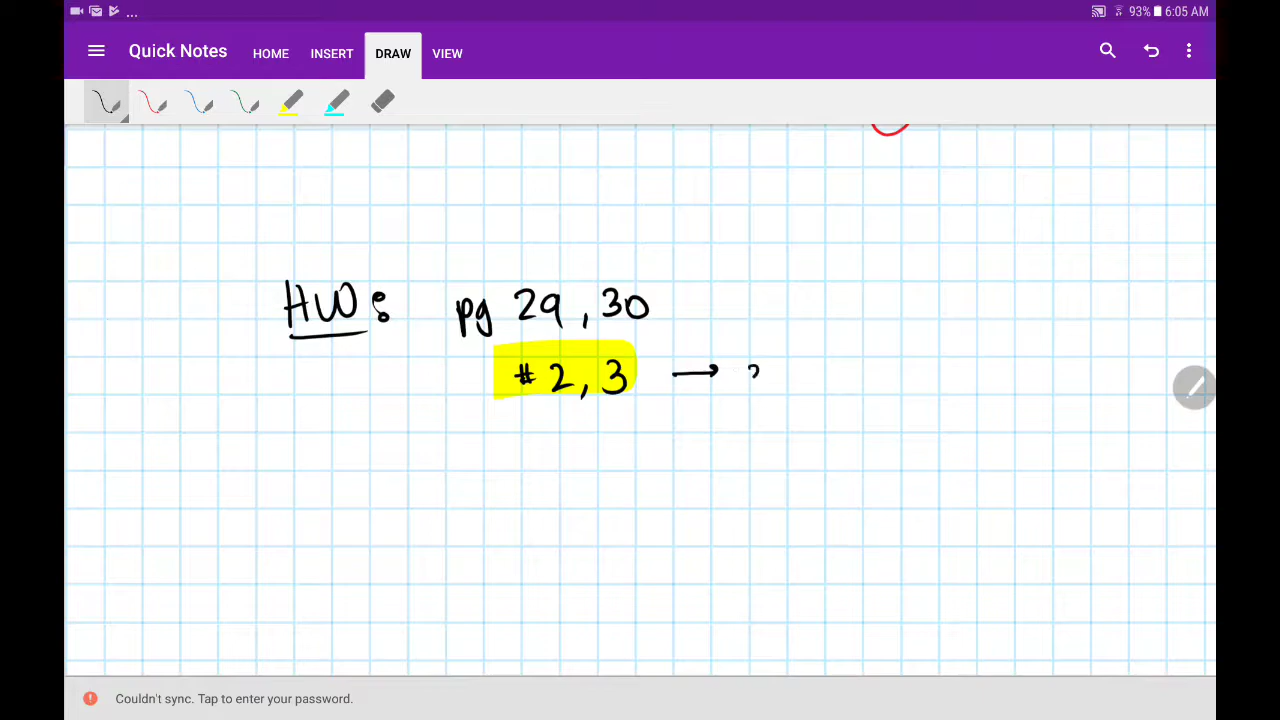 ... 93% 6:05 AM
Quick Notes HOME INSERT DRAW VIEW
HW: pg 29, 30
# 2, 3 →
Couldn't sync. Tap to enter your password.